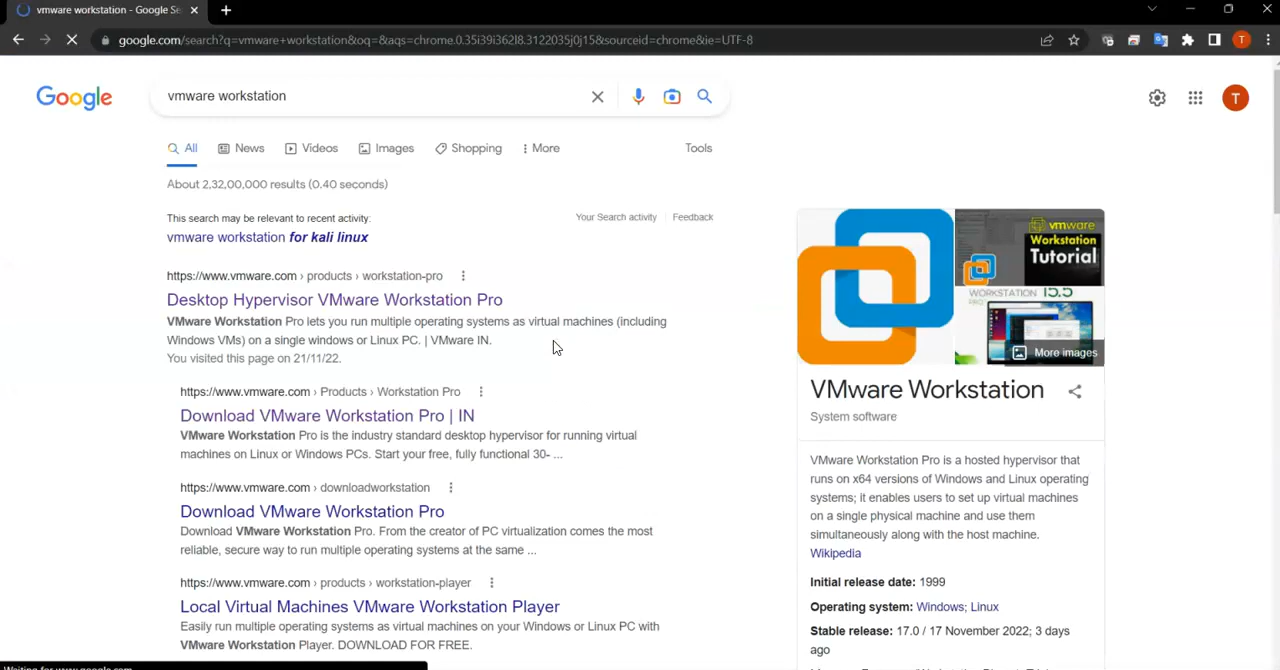 vmware workstation - Google Se
google.com/search?q=vmware+workstation&oq=&aqs=chrome.0.35i39i362l8.3122035j0j15&sourceid=chrome&ie=UTF-8
T
Google
vmware workstation
T
All
News
Videos
Images
Shopping
More
Tools
About 2,32,00,000 results (0.40 seconds)
This search may be relevant to recent activity:
Your Search activity
Feedback
vmware workstation for kali linux
https://www.vmware.com › products › workstation-pro
Desktop Hypervisor VMware Workstation Pro
VMware Workstation Pro lets you run multiple operating systems as virtual machines (including
Windows VMs) on a single windows or Linux PC. | VMware IN.
You visited this page on 21/11/22.
https://www.vmware.com › Products › Workstation Pro
Download VMware Workstation Pro | IN
VMware Workstation Pro is the industry standard desktop hypervisor for running virtual
machines on Linux or Windows PCs. Start your free, fully functional 30- ...
https://www.vmware.com › downloadworkstation
Download VMware Workstation Pro
Download VMware Workstation Pro. From the creator of PC virtualization comes the most
reliable, secure way to run multiple operating systems at the same ...
https://www.vmware.com › products › workstation-player
Local Virtual Machines VMware Workstation Player
Easily run multiple operating systems as virtual machines on your Windows or Linux PC with
VMware Workstation Player. DOWNLOAD FOR FREE.
vmware
Workstation
Tutorial
WORKSTATION 15.5
More images
VMware Workstation
System software
VMware Workstation Pro is a hosted hypervisor that
runs on x64 versions of Windows and Linux operating
systems; it enables users to set up virtual machines
on a single physical machine and use them
simultaneously along with the host machine.
Wikipedia
Initial release date: 1999
Operating system: Windows; Linux
Stable release: 17.0 / 17 November 2022; 3 days
ago
Waiting for www.google.com